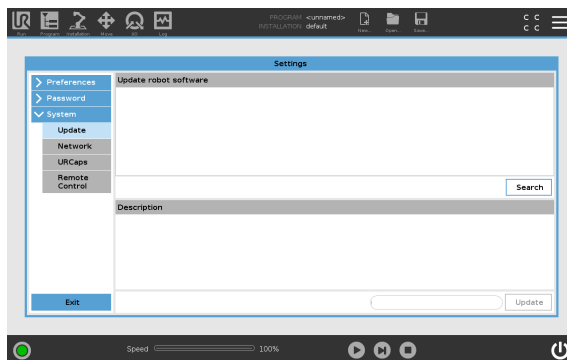 UR
PROGRAM <unnamed>
INSTALLATION default
Run Program Installation Move I/O Log
New... Open... Save...
C C
C C
Settings
Preferences
Password
System
Update
Network
URCaps
Remote
Control
Exit
Update robot software
Search
Description
Update
Speed 100%